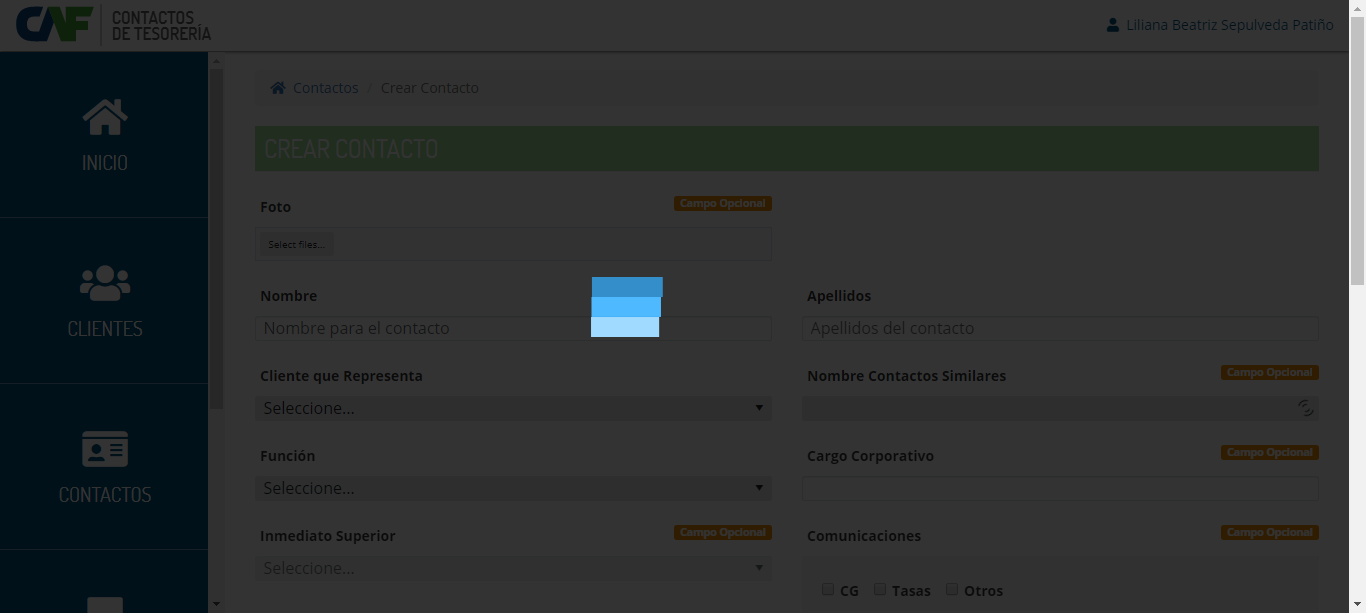 CAF
CONTACTOS
DE TESORERÍA
Liliana Beatriz Sepulveda Patiño
INICIO
CLIENTES
CONTACTOS
Contactos / Crear Contacto
CREAR CONTACTO
Foto
Campo Opcional
Select files...
Nombre
Apellidos
Nombre para el contacto
Apellidos del contacto
Cliente que Representa
Nombre Contactos Similares
Campo Opcional
Seleccione...
Función
Cargo Corporativo
Campo Opcional
Seleccione...
Inmediato Superior
Campo Opcional
Comunicaciones
Campo Opcional
Seleccione...
CG Tasas Otros